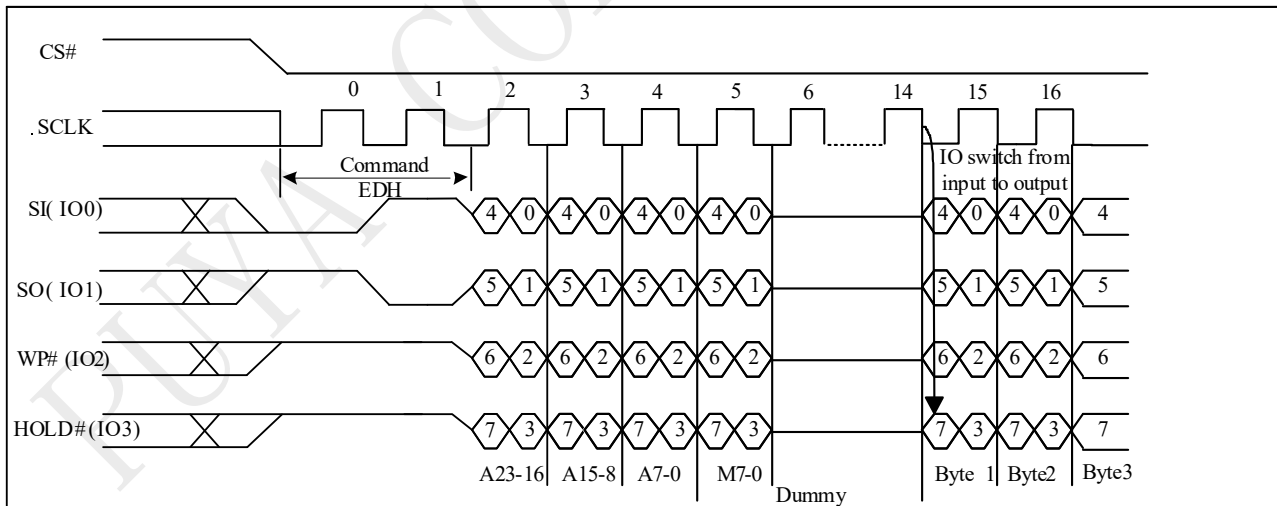 PUYA CO
CS#
0 1 2 3 4 5 6 14 15 16
.SCLK
Command
EDH
IO switch from
input to output
SI( IO0) 4 0 4 0 4 0 4 0 4 0 4 0 4
SO( IO1) 5 1 5 1 5 1 5 1 5 1 5 1 5
WP# (IO2) 6 2 6 2 6 2 6 2 6 2 6 2 6
HOLD# (IO3) 7 3 7 3 7 3 7 3 7 3 7 3 7
A23-16 A15-8 A7-0 M7-0 Byte 1 Byte2 Byte3
Dummy